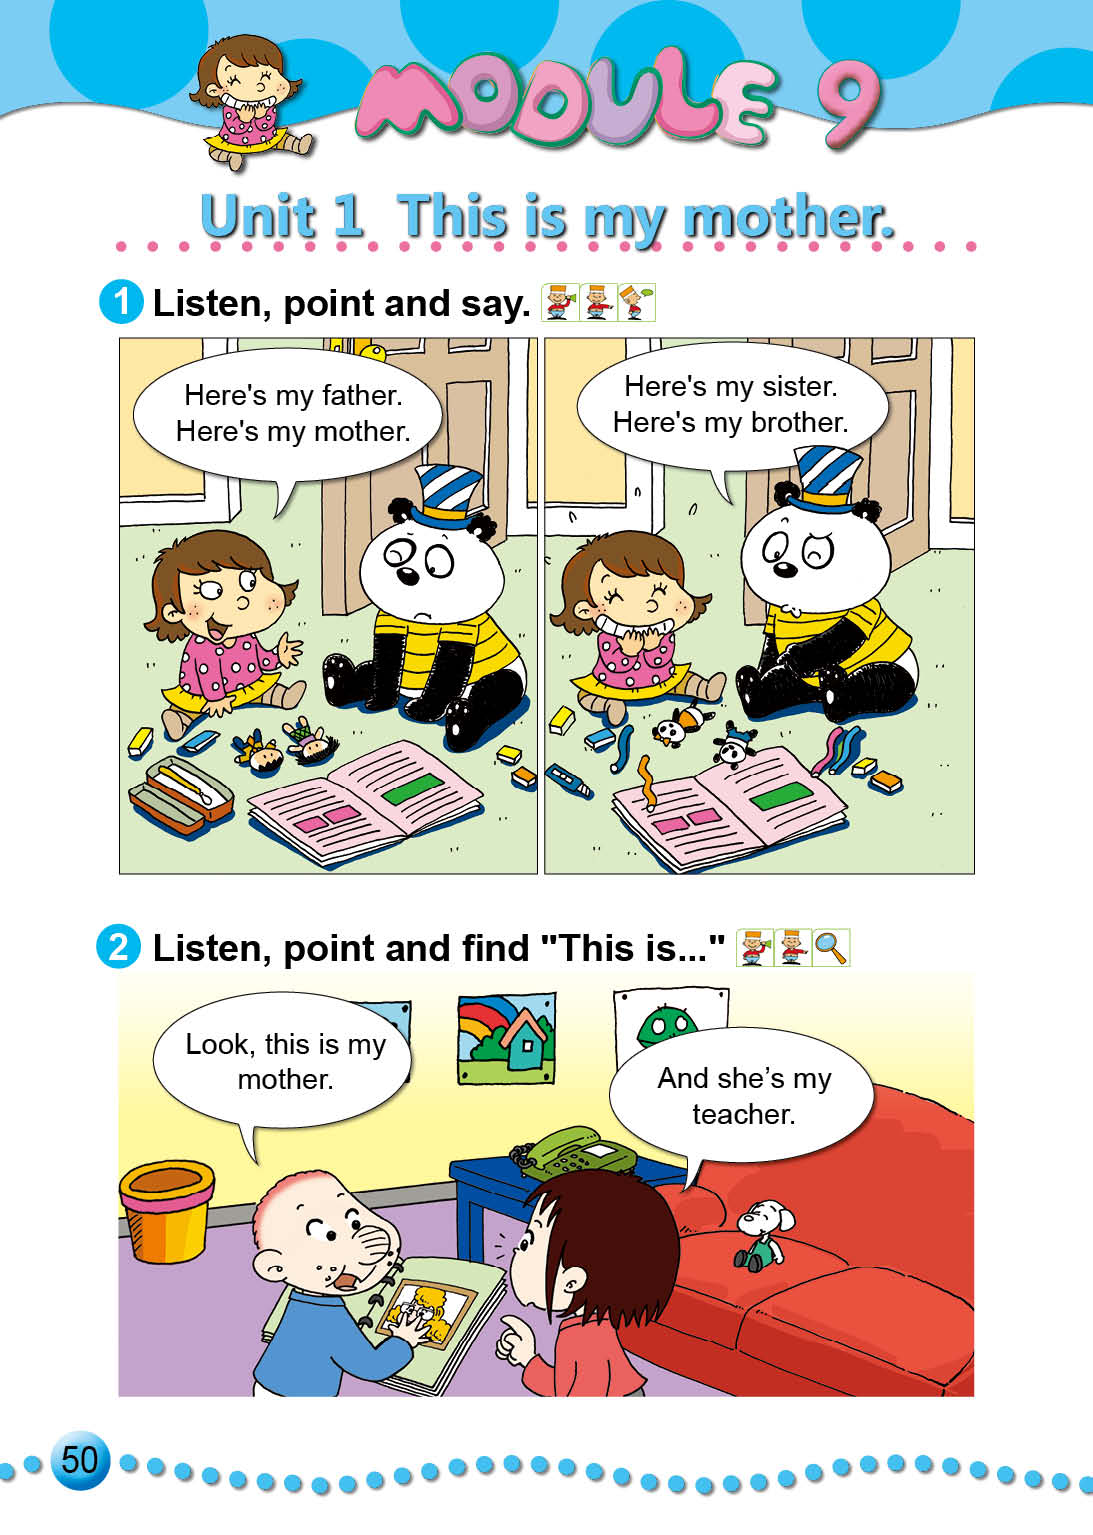 MODULE 9
Unit 1 This is my mother.
1 Listen, point and say.
Here's my father.
Here's my mother.
Here's my sister.
Here's my brother.
2 Listen, point and find "This is..."
Look, this is my
mother.
And she’s my
teacher.
50